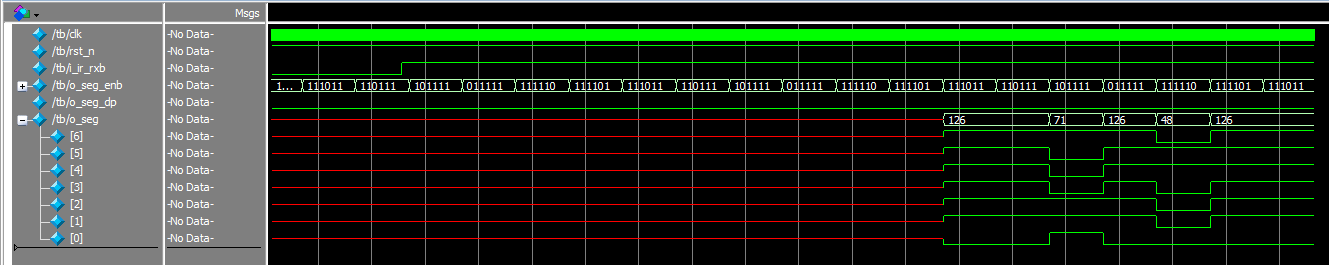 Msgs
/tb/clk -No Data-
/tb/rst_n -No Data-
/tb/i_ir_rxb -No Data-
/tb/o_seg_enb -No Data- 1... 111011 110111 101111 011111 111110 111101 111011 110111 101111 011111 111110 111101 111011 110111 101111 011111 111110 111101 111011
/tb/o_seg_dp -No Data-
/tb/o_seg -No Data- 126 71 126 48 126
[6] -No Data-
[5] -No Data-
[4] -No Data-
[3] -No Data-
[2] -No Data-
[1] -No Data-
[0] -No Data-